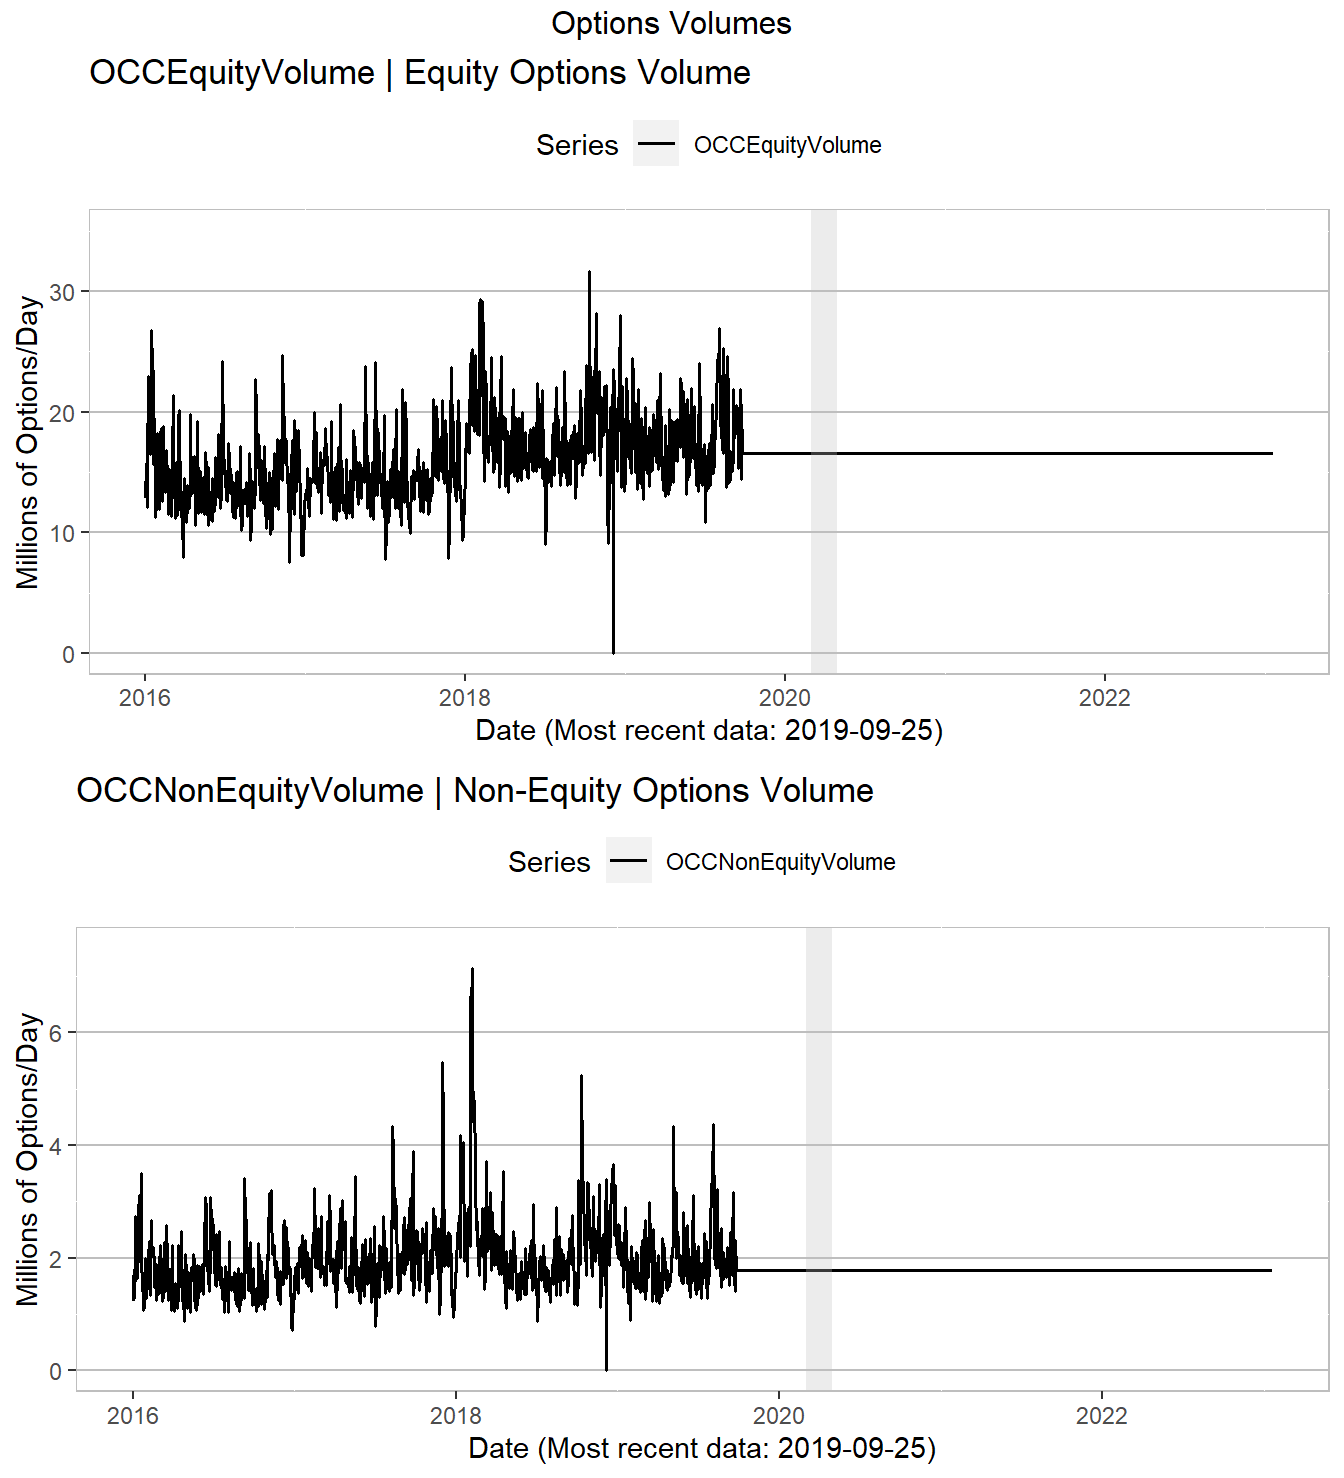 Options Volumes
OCCEquityVolume | Equity Options Volume
Series OCCEquityVolume
Millions of Options/Day
30
20
10
0
2016 2018 2020 2022
Date (Most recent data: 2019-09-25)
OCCNonEquityVolume | Non-Equity Options Volume
Series OCCNonEquityVolume
Millions of Options/Day
6
4
2
0
2016 2018 2020 2022
Date (Most recent data: 2019-09-25)